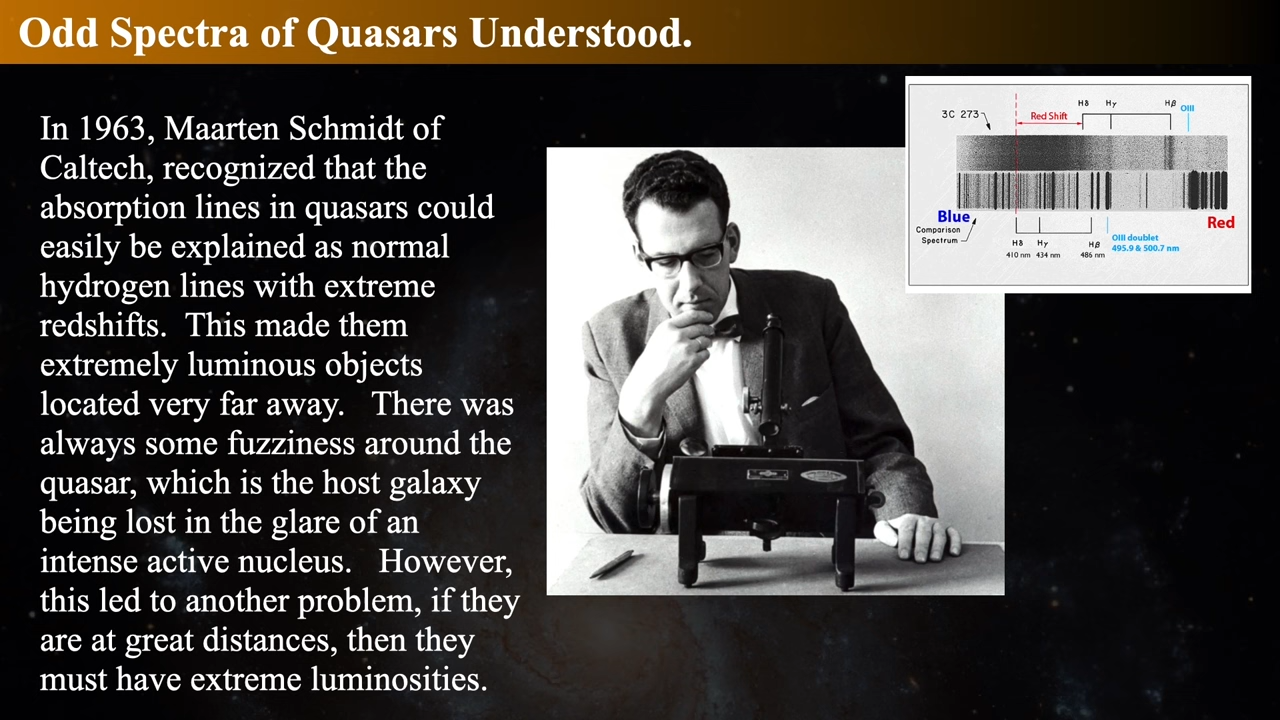 Odd Spectra of Quasars Understood.
In 1963, Maarten Schmidt of
Caltech, recognized that the
absorption lines in quasars could
easily be explained as normal
hydrogen lines with extreme
redshifts.  This made them
extremely luminous objects
located very far away.   There was
always some fuzziness around the
quasar, which is the host galaxy
being lost in the glare of an
intense active nucleus.   However,
this led to another problem, if they
are at great distances, then they
must have extreme luminosities.
3C 273
Red Shift
Hδ Hγ Hβ OIII
Blue
Red
Comparison
Spectrum
Hδ Hγ Hβ
410 nm 434 nm 486 nm
OIII doublet
495.9 & 500.7 nm